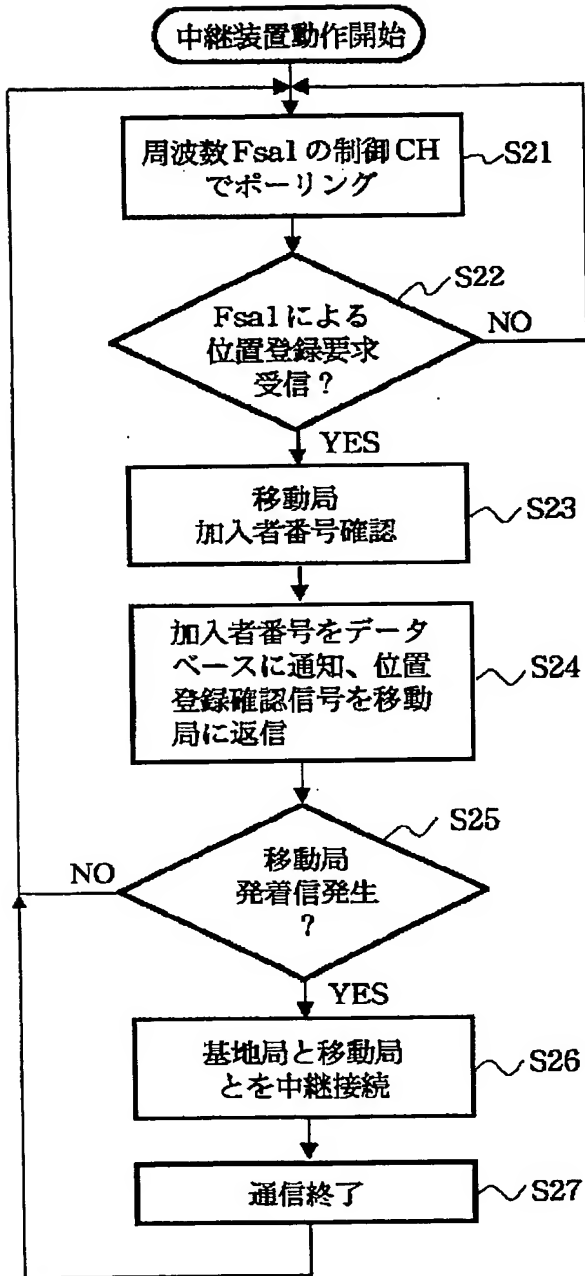 中継装置動作開始
周波数Fsa1の制御CH
でポーリング
S21
S22
Fsa1による
位置登録要求
受信？
NO
YES
移動局
加入者番号確認
S23
加入者番号をデータ
ベースに通知、位置
登録確認信号を移動
局に返信
S24
S25
移動局
発着信発生
？
NO
YES
基地局と移動局
とを中継接続
S26
通信終了
S27